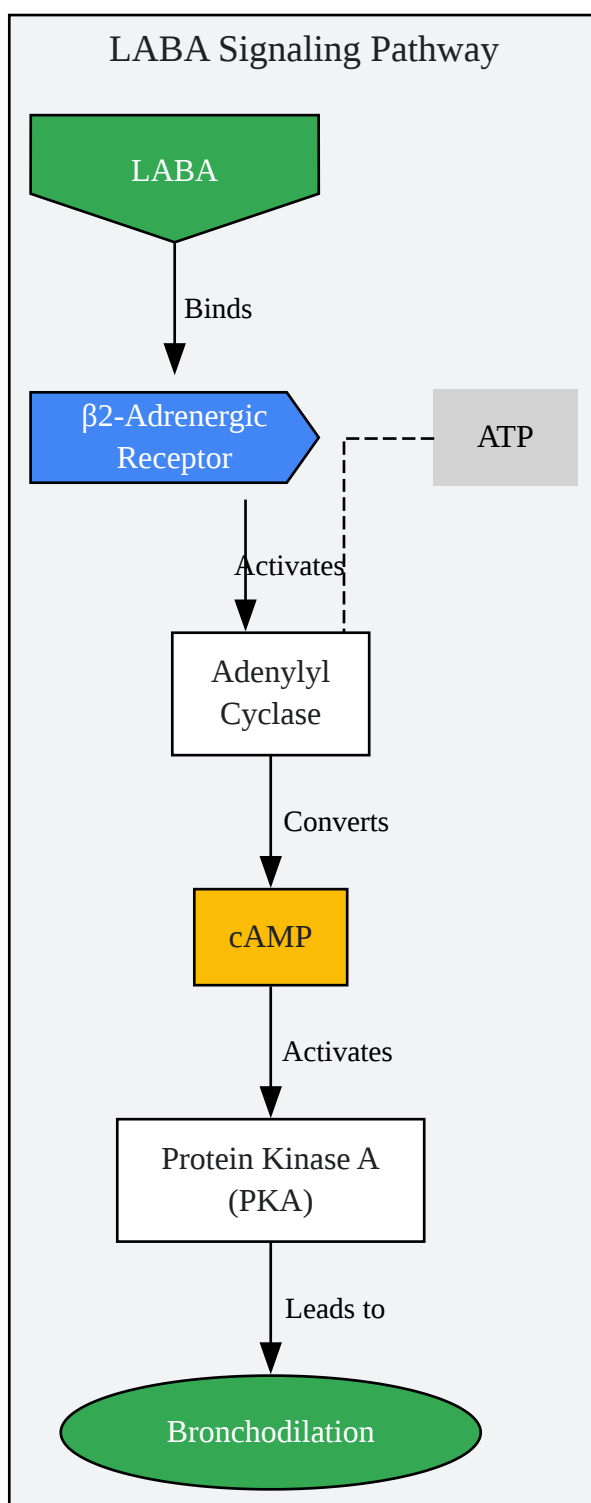 LABA Signaling Pathway
LABA
Binds
β2-Adrenergic
Receptor
ATP
Activates
Adenylyl
Cyclase
Converts
cAMP
Activates
Protein Kinase A
(PKA)
Leads to
Bronchodilation